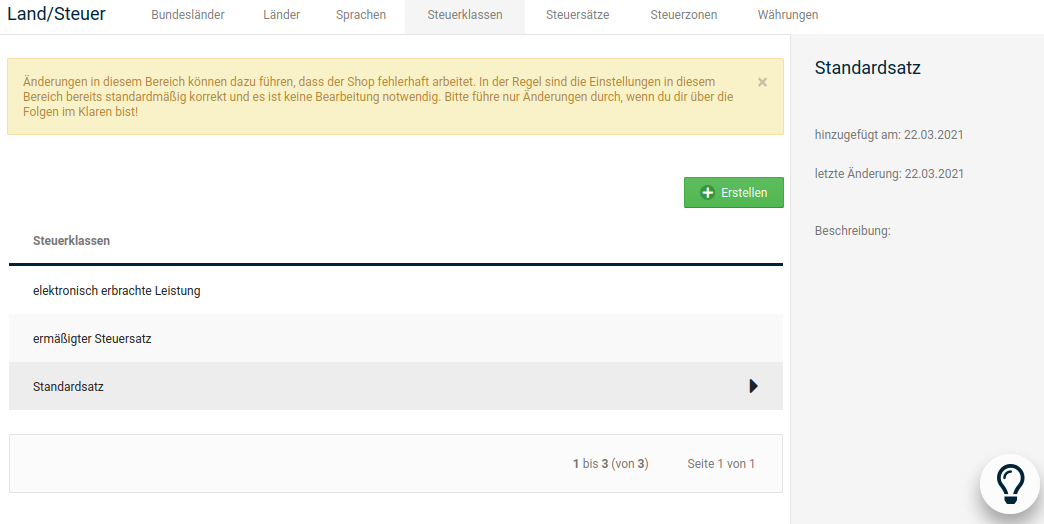 Land/Steuer
Bundesländer
Länder
Sprachen
Steuerklassen
Steuersätze
Steuerzonen
Währungen
Änderungen in diesem Bereich können dazu führen, dass der Shop fehlerhaft arbeitet. In der Regel sind die Einstellungen in diesem
Bereich bereits standardmäßig korrekt und es ist keine Bearbeitung notwendig. Bitte führe nur Änderungen durch, wenn du dir über die
Folgen im Klaren bist!
×
Erstellen
Steuerklassen
elektronisch erbrachte Leistung
ermäßigter Steuersatz
Standardsatz
1 bis 3 (von 3)
Seite 1 von 1
Standardsatz
hinzugefügt am: 22.03.2021
letzte Änderung: 22.03.2021
Beschreibung: